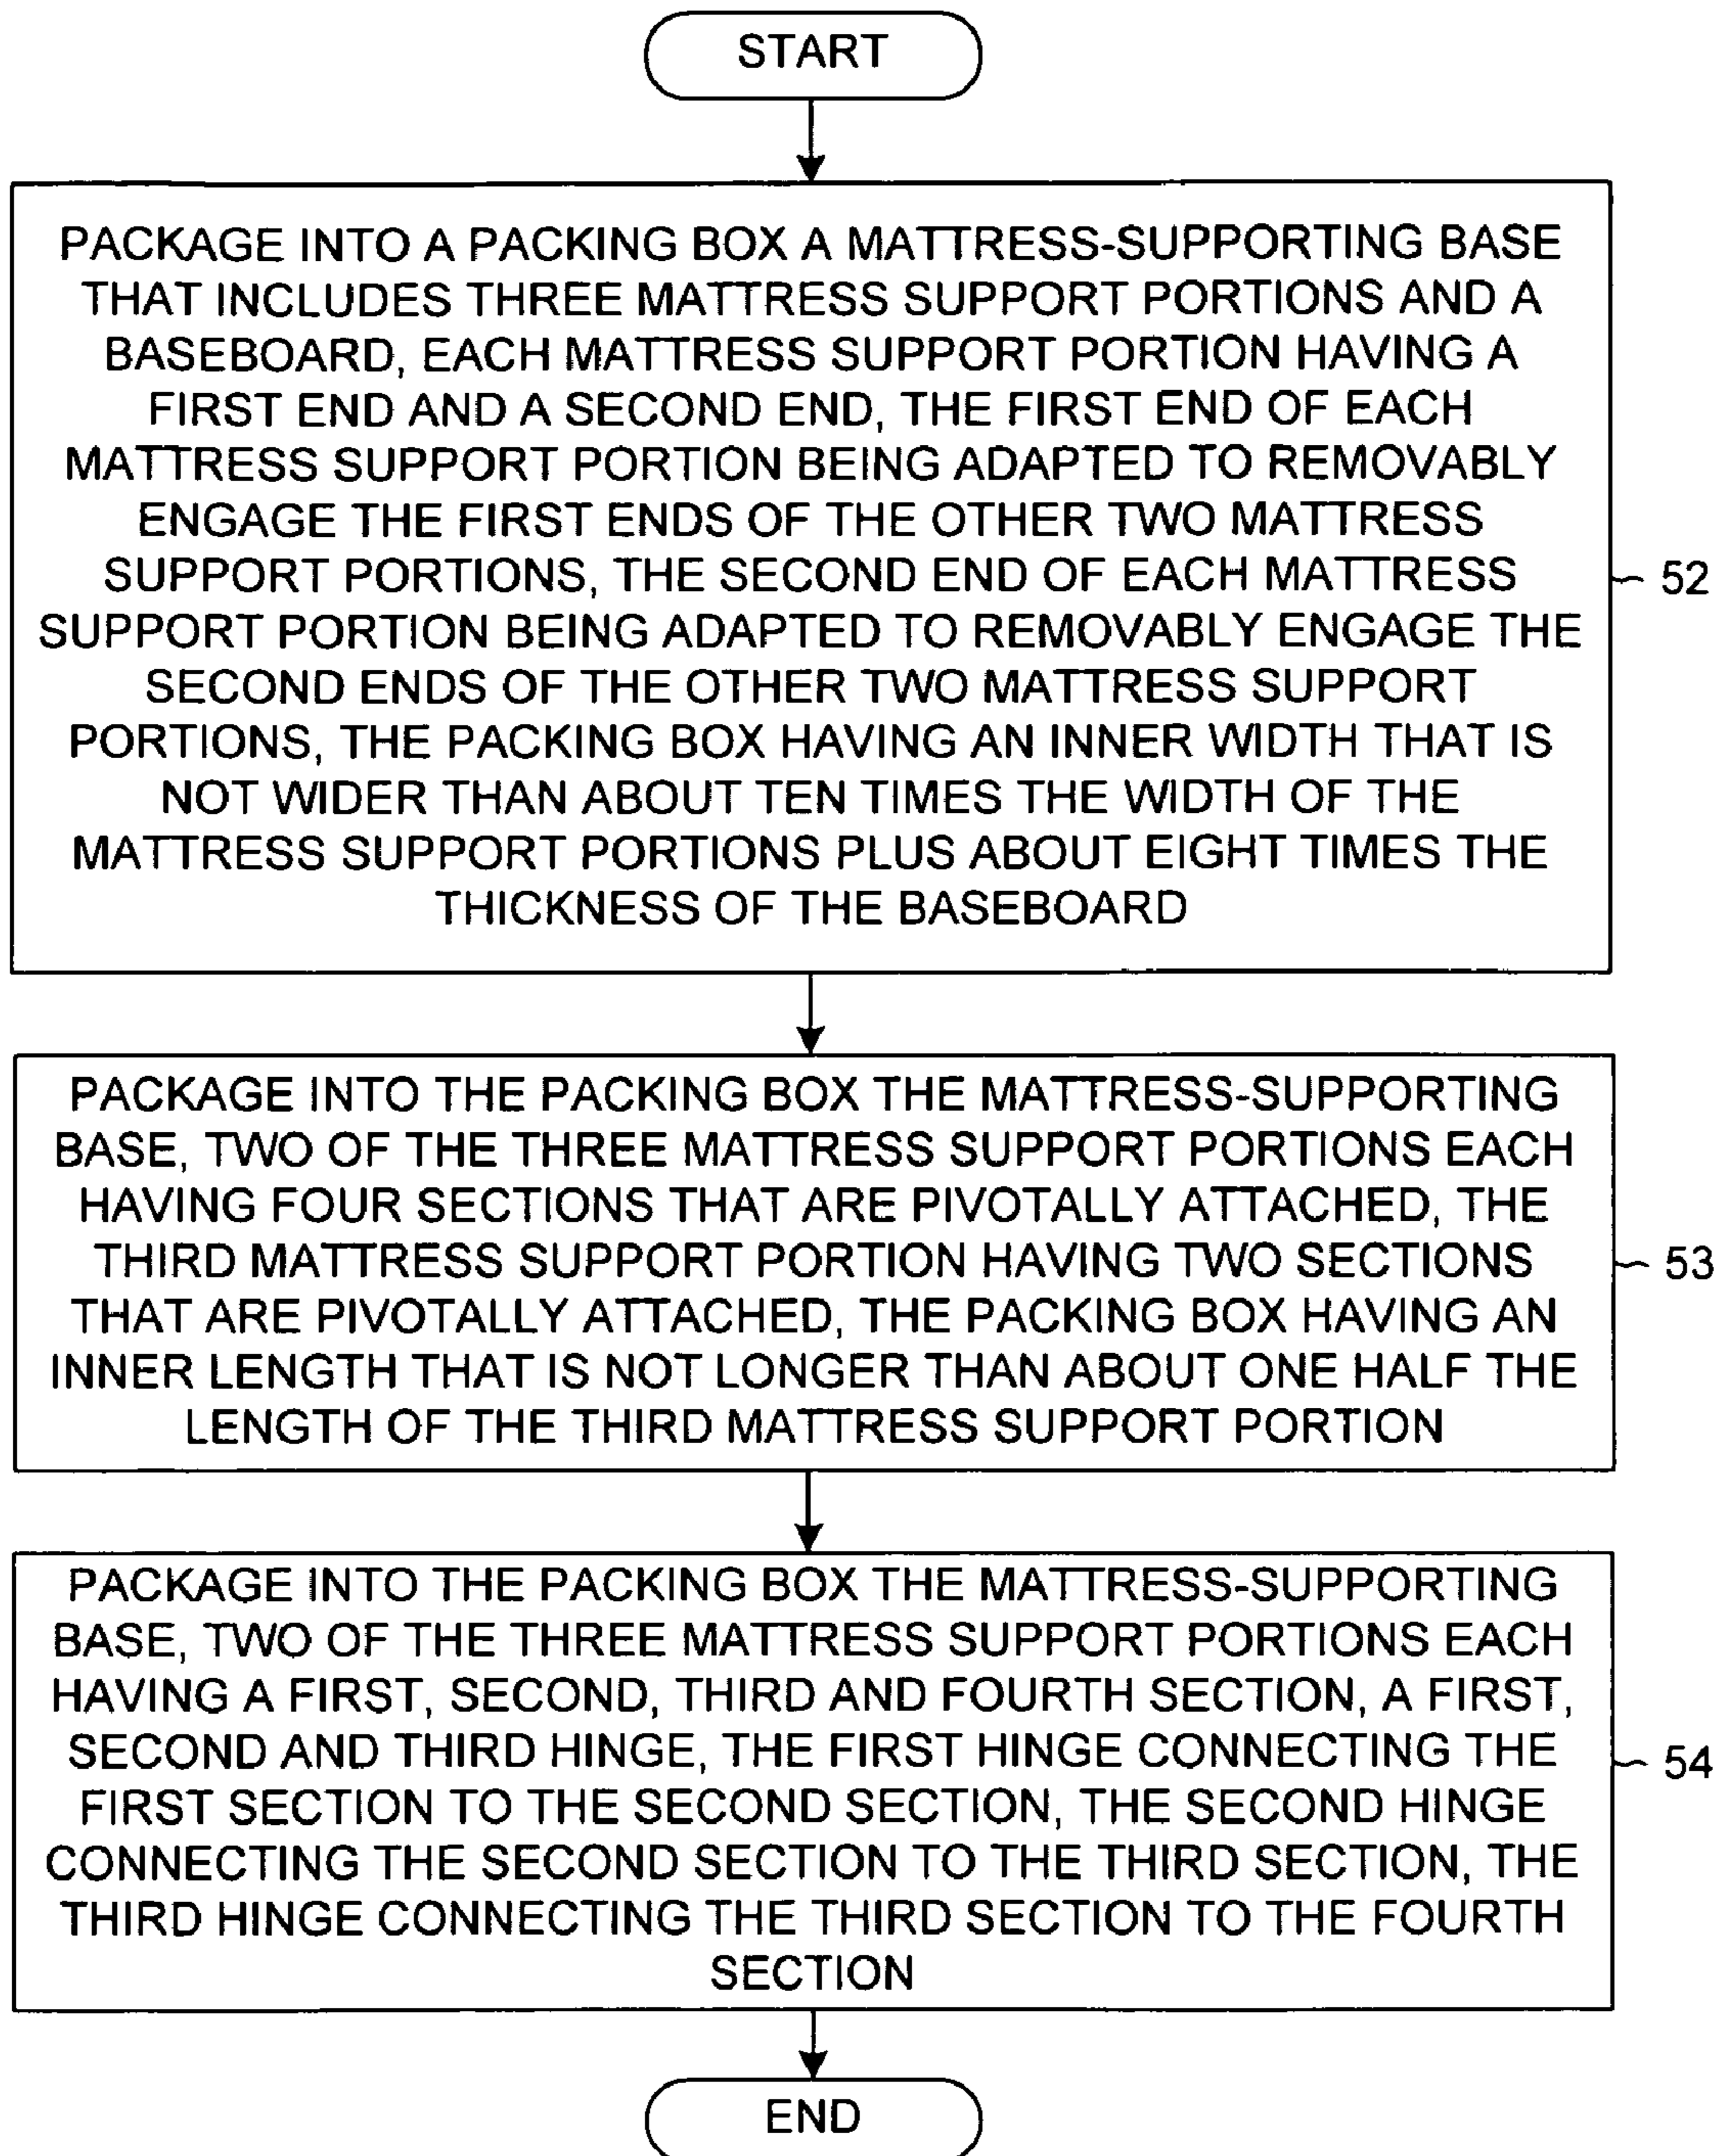 START
PACKAGE INTO A PACKING BOX A MATTRESS-SUPPORTING BASE
THAT INCLUDES THREE MATTRESS SUPPORT PORTIONS AND A
BASEBOARD, EACH MATTRESS SUPPORT PORTION HAVING A
FIRST END AND A SECOND END, THE FIRST END OF EACH
MATTRESS SUPPORT PORTION BEING ADAPTED TO REMOVABLY
ENGAGE THE FIRST ENDS OF THE OTHER TWO MATTRESS
SUPPORT PORTIONS, THE SECOND END OF EACH MATTRESS
SUPPORT PORTION BEING ADAPTED TO REMOVABLY ENGAGE THE
SECOND ENDS OF THE OTHER TWO MATTRESS SUPPORT
PORTIONS, THE PACKING BOX HAVING AN INNER WIDTH THAT IS
NOT WIDER THAN ABOUT TEN TIMES THE WIDTH OF THE
MATTRESS SUPPORT PORTIONS PLUS ABOUT EIGHT TIMES THE
THICKNESS OF THE BASEBOARD
52
PACKAGE INTO THE PACKING BOX THE MATTRESS-SUPPORTING
BASE, TWO OF THE THREE MATTRESS SUPPORT PORTIONS EACH
HAVING FOUR SECTIONS THAT ARE PIVOTALLY ATTACHED, THE
THIRD MATTRESS SUPPORT PORTION HAVING TWO SECTIONS
THAT ARE PIVOTALLY ATTACHED, THE PACKING BOX HAVING AN
INNER LENGTH THAT IS NOT LONGER THAN ABOUT ONE HALF THE
LENGTH OF THE THIRD MATTRESS SUPPORT PORTION
53
PACKAGE INTO THE PACKING BOX THE MATTRESS-SUPPORTING
BASE, TWO OF THE THREE MATTRESS SUPPORT PORTIONS EACH
HAVING A FIRST, SECOND, THIRD AND FOURTH SECTION, A FIRST,
SECOND AND THIRD HINGE, THE FIRST HINGE CONNECTING THE
FIRST SECTION TO THE SECOND SECTION, THE SECOND HINGE
CONNECTING THE SECOND SECTION TO THE THIRD SECTION, THE
THIRD HINGE CONNECTING THE THIRD SECTION TO THE FOURTH
SECTION
54
END